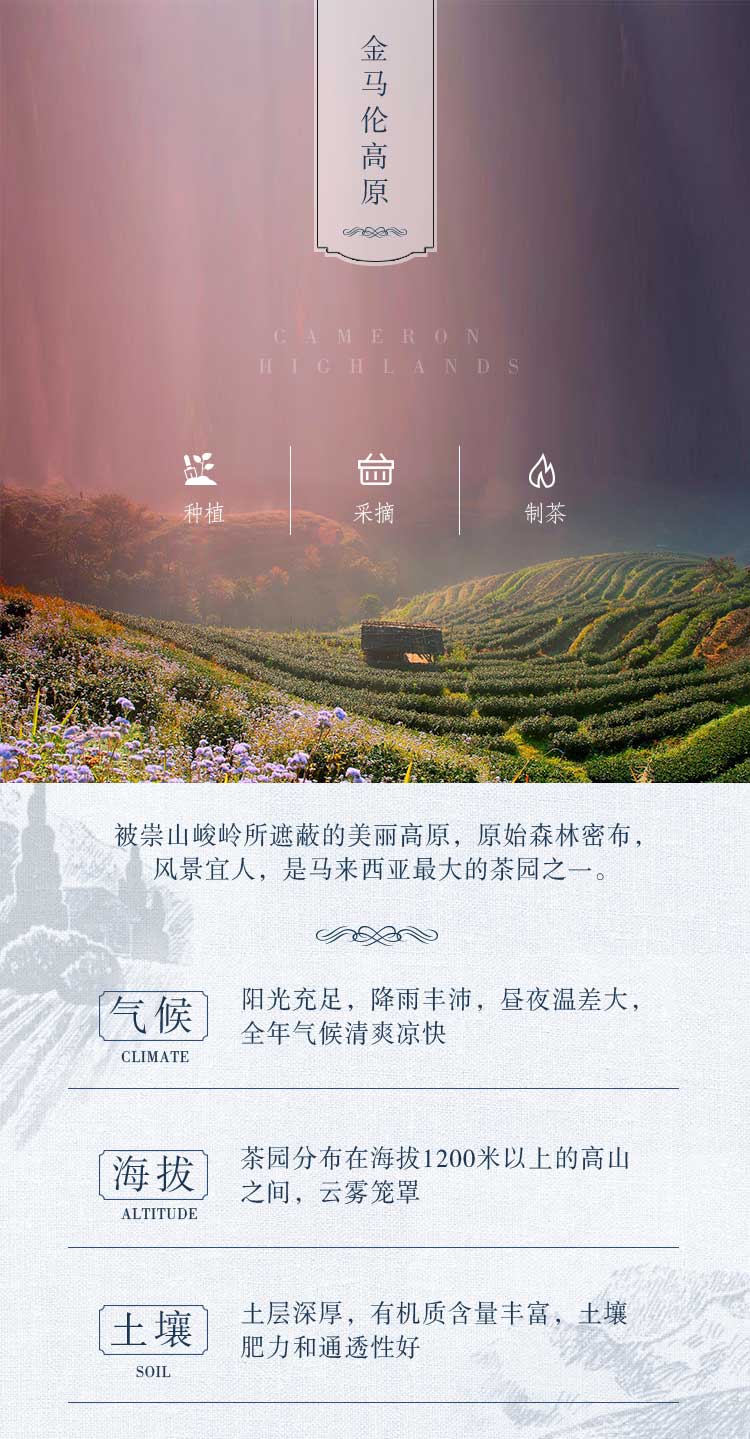 金马伦高原
CAMERON
HIGHLANDS
种植
采摘
制茶
被崇山峻岭所遮蔽的美丽高原，原始森林密布，
风景宜人，是马来西亚最大的茶园之一。
气候
CLIMATE
阳光充足，降雨丰沛，昼夜温差大，
全年气候清爽凉快
海拔
ALTITUDE
茶园分布在海拔1200米以上的高山
之间，云雾笼罩
土壤
SOIL
土层深厚，有机质含量丰富，土壤
肥力和通透性好